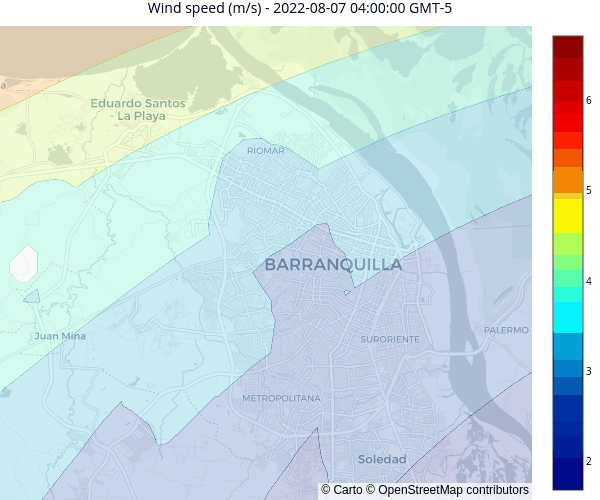 Wind speed (m/s) - 2022-08-07 04:00:00 GMT-5
a
Eduardo Santos
- La Playa
RIOMAR
BARRANQUILLA
Juan Mina
SURORIENTE
PALERMO
METROPOLITANA
Soledad
© Carto © OpenStreetMap contributors
6
5
4
3
2